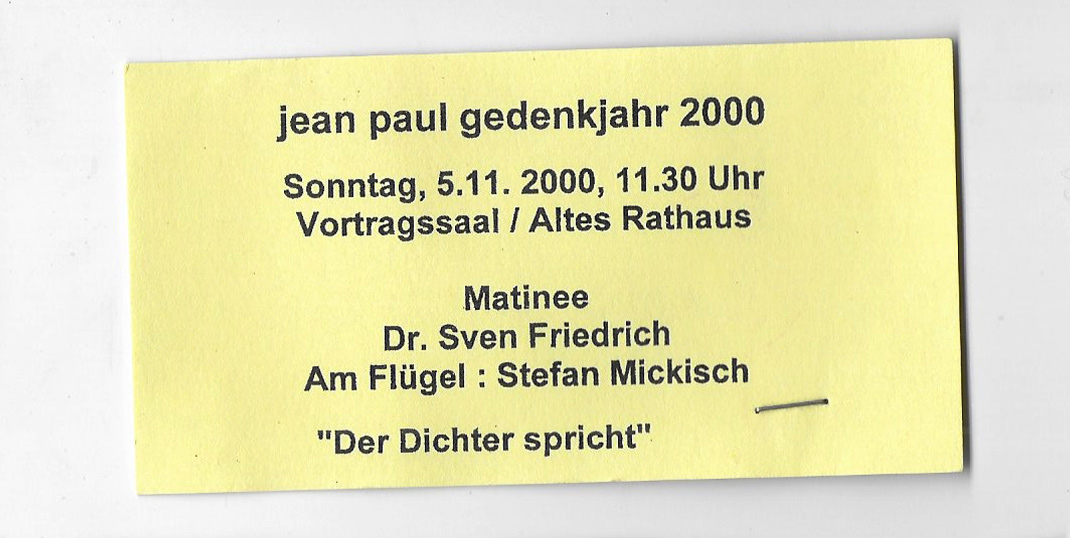 jean paul gedenkjahr 2000
Sonntag, 5.11. 2000, 11.30 Uhr
Vortragssaal / Altes Rathaus
Matinee
Dr. Sven Friedrich
Am Flügel : Stefan Mickisch
"Der Dichter spricht"